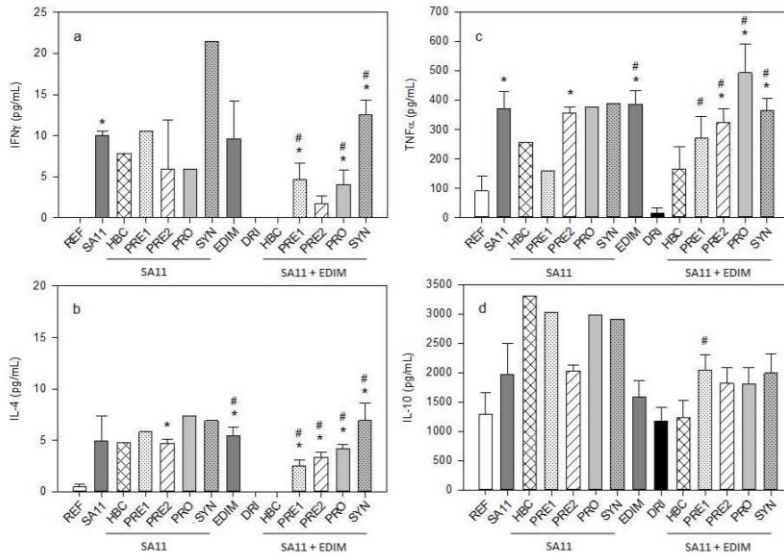 a
IFNγ (pg/mL)
25
20
15
10
5
0
*
# *
# *
# *
REF SA11 HBC PRE1 PRE2 PRO SYN EDIM DRI HBC PRE1 PRE2 PRO SYN
SA11 SA11 + EDIM
c
TNFα (pg/mL)
700
600
500
400
300
200
100
0
*
*
# *
#
# *
# *
# *
REF SA11 HBC PRE1 PRE2 PRO SYN EDIM DRI HBC PRE1 PRE2 PRO SYN
SA11 SA11 + EDIM
b
IL-4 (pg/mL)
20
15
10
5
0
*
# *
# *
# *
# *
# *
REF SA11 HBC PRE1 PRE2 PRO SYN EDIM DRI HBC PRE1 PRE2 PRO SYN
SA11 SA11 + EDIM
d
IL-10 (pg/mL)
3500
3000
2500
2000
1500
1000
500
0
#
REF SA11 HBC PRE1 PRE2 PRO SYN EDIM DRI HBC PRE1 PRE2 PRO SYN
SA11 SA11 + EDIM